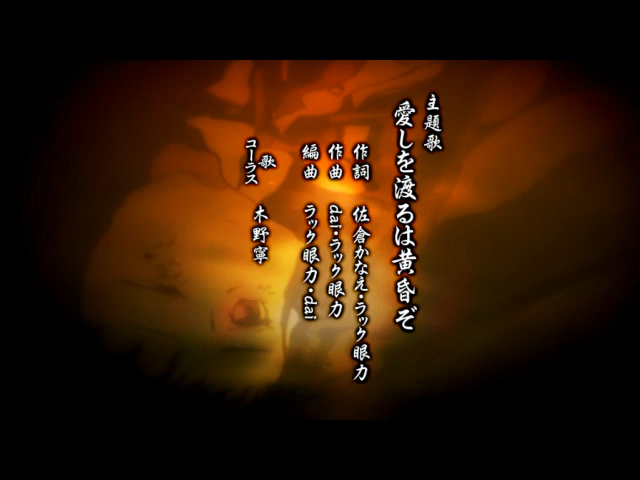 主題歌
愛しを渡るは黄昏ぞ
作詞 佐倉かなえ・ラック眼力
作曲 dai・ラック眼力
編曲 ラック眼力・dai
歌
コーラス 木野寧